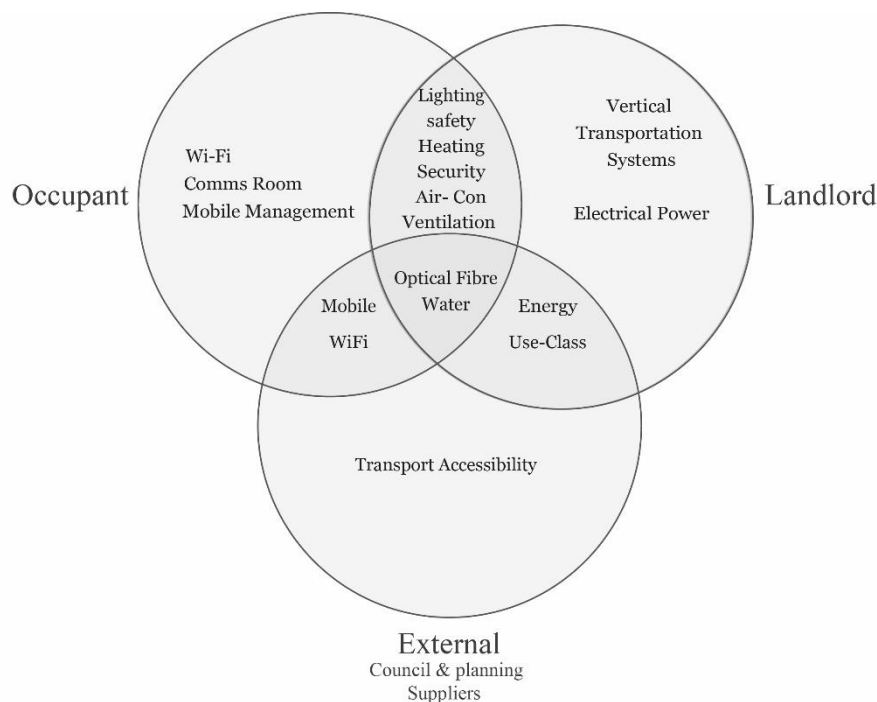 Occupant
Wi-Fi
Comms Room
Mobile Management
Lighting
safety
Heating
Security
Air- Con
Ventilation
Vertical
Transportation
Systems
Electrical Power
Landlord
Optical Fibre
Water
Mobile
WiFi
Energy
Use-Class
Transport Accessibility
External
Council & planning
Suppliers